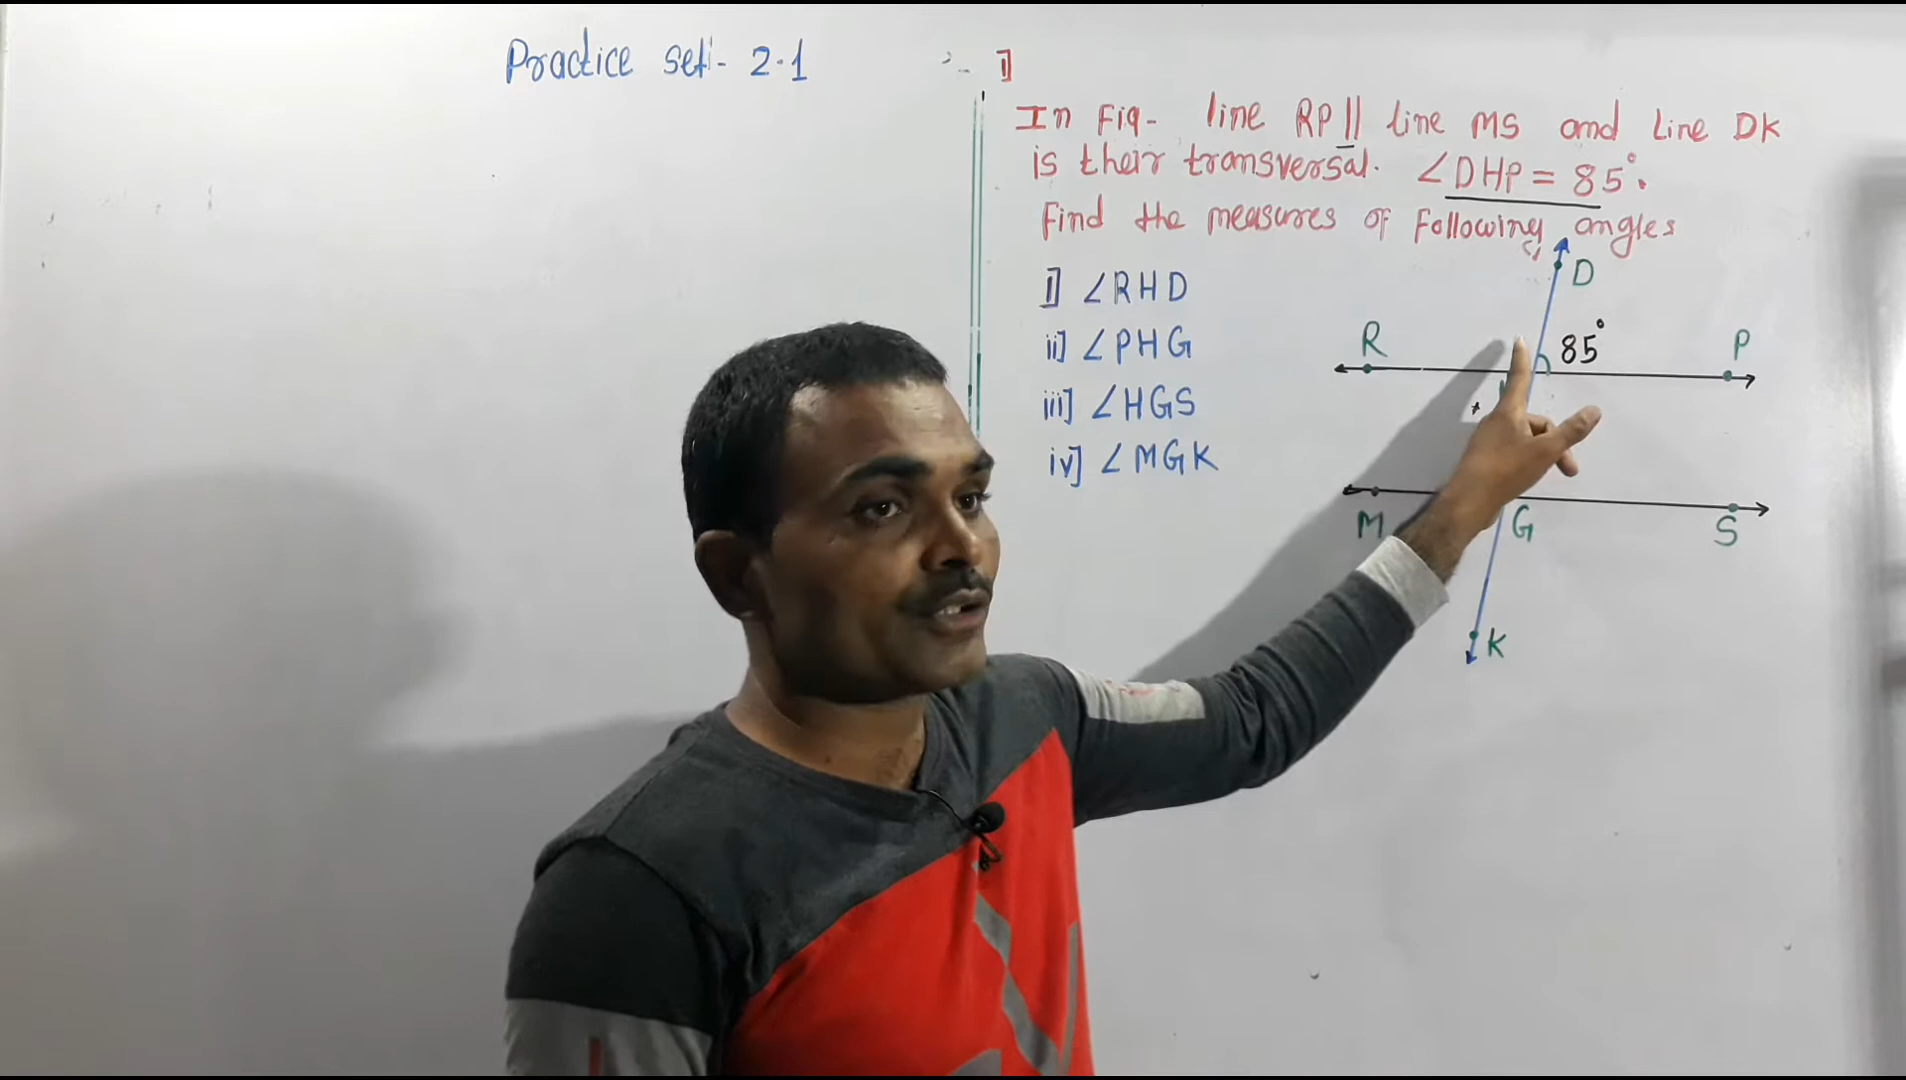 Practice set:- 2.1
1]
In Fig- line RP || line MS and Line DK
is their transversal. ∠DHP = 85°.
Find the measures of following angles
i] ∠RHD
ii] ∠PHG
iii] ∠HGS
iv] ∠MGK
D
R
85°
P
M
G
S
K